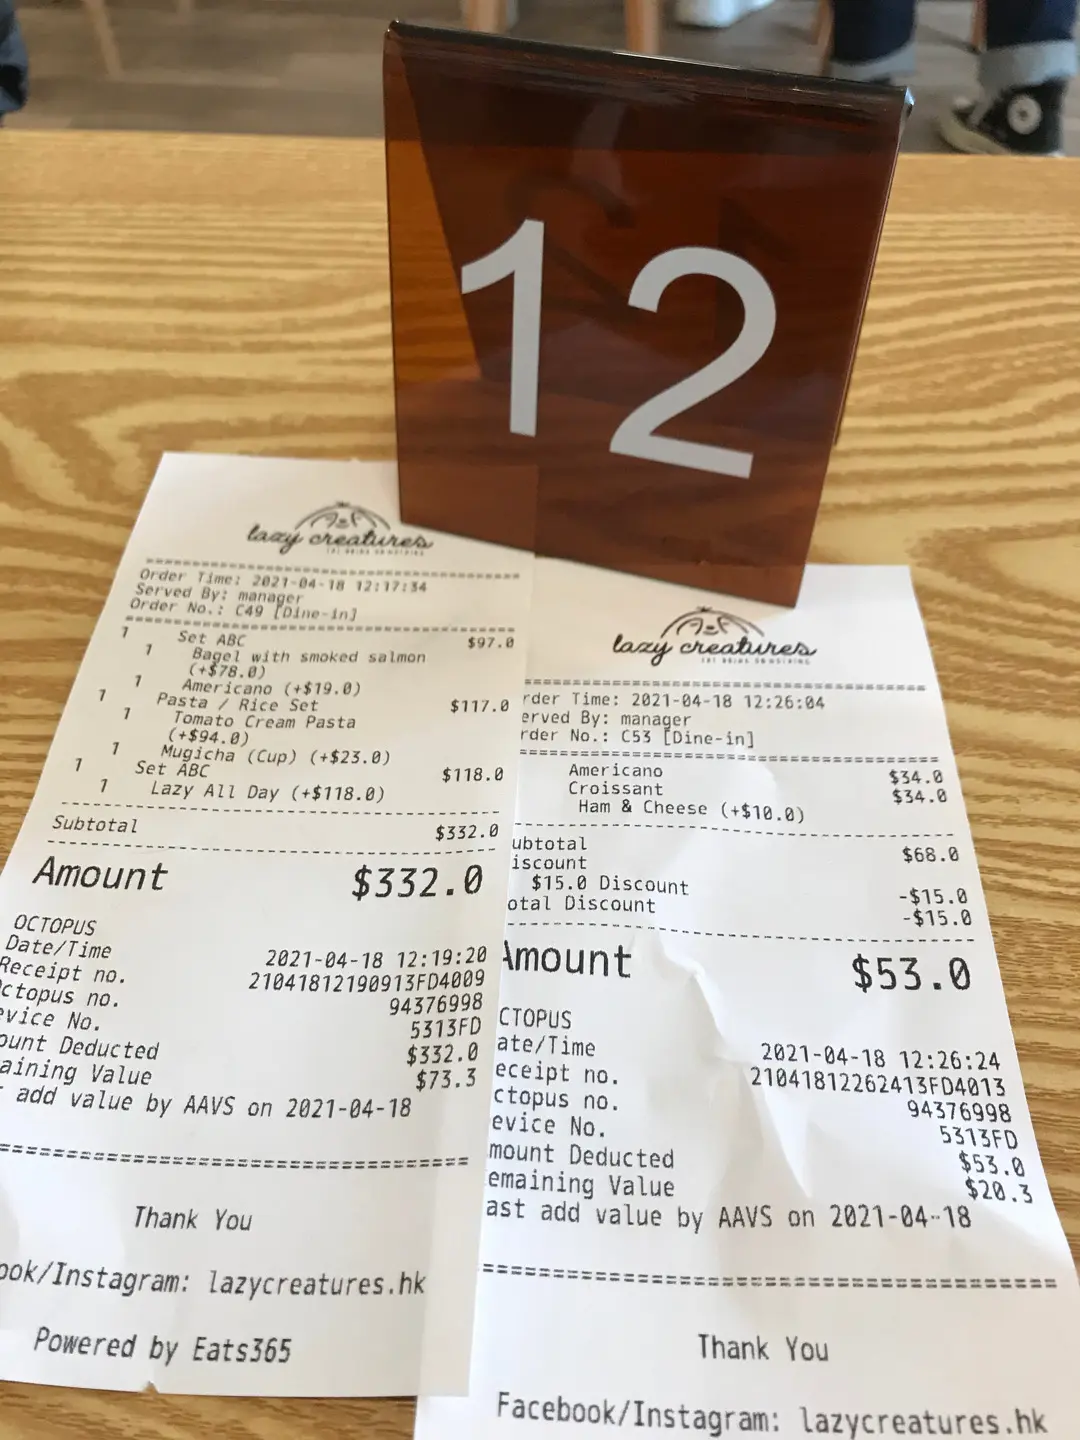 12
lazy creatures
Order Time: 2021-04-18 12:17:34
Served By: manager
Order No.: C49 [Dine-in]
1 Set ABC $97.0
1 Bagel with smoked salmon
(+$78.0)
1 Americano (+$19.0)
1 Pasta / Rice Set $117.0
1 Tomato Cream Pasta
(+$94.0)
1 Mugicha (Cup) (+$23.0)
1 Set ABC $118.0
1 Lazy All Day (+$118.0)
Subtotal $332.0
Amount $332.0
OCTOPUS
Date/Time 2021-04-18 12:19:20
Receipt no. 21041812190913FD4009
ctopus no. 94376998
vice No. 5313FD
ount Deducted $332.0
aining Value $73.3
add value by AAVS on 2021-04-18
Thank You
ook/Instagram: lazycreatures.hk
Powered by Eats365
lazy creatures
rder Time: 2021-04-18 12:26:04
erved By: manager
rder No.: C53 [Dine-in]
Americano $34.0
Croissant $34.0
Ham & Cheese (+$10.0)
ubtotal $68.0
iscount
$15.0 Discount -$15.0
otal Discount -$15.0
Amount $53.0
CTOPUS
ate/Time 2021-04-18 12:26:24
eceipt no. 21041812262413FD4013
ctopus no. 94376998
evice No. 5313FD
mount Deducted $53.0
emaining Value $20.3
ast add value by AAVS on 2021-04-18
Thank You
Facebook/Instagram: lazycreatures.hk